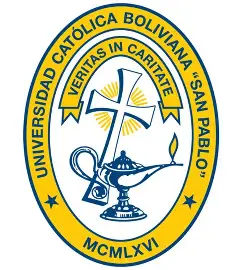 UNIVERSIDAD CATÓLICA BOLIVIANA "SAN PABLO"
VERITAS IN CARITATE
MCMLXVI